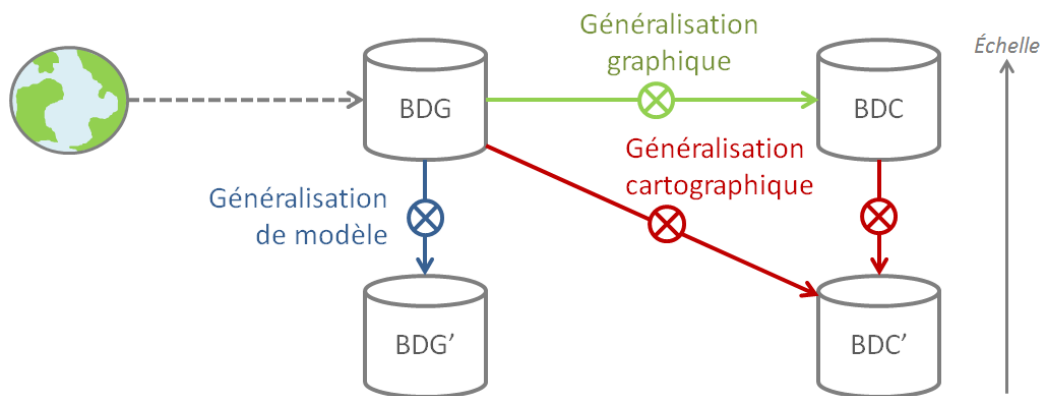 Généralisation
graphique
Échelle
BDG
BDC
Généralisation
cartographique
Généralisation
de modèle
BDG’
BDC’